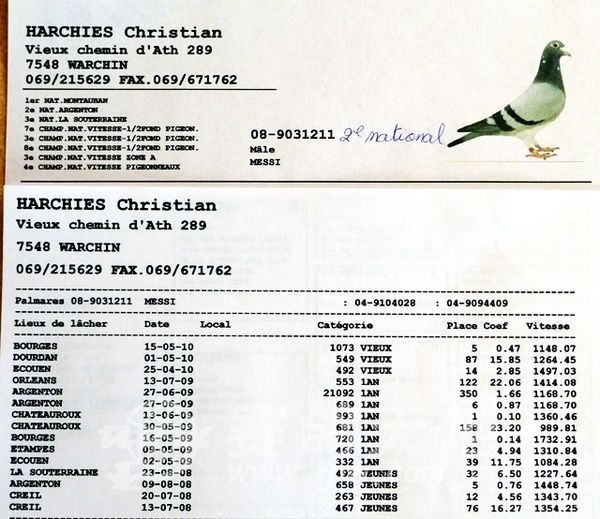 HARCHIES Christian
Vieux chemin d'Ath 289
7548 WARCHIN
069/215629 FAX.069/671762
1er NAT.MONTAUBAN
2e NAT.ARGENTON
3e NAT.LA SOUTERRAINE
7e CHAMP.NAT.VITESSE-1/2FOND PIGEON.
3e CHAMP.NAT.VITESSE-1/2FOND PIGEON.
8e CHAMP.NAT.VITESSE-1/2FOND PIGEON.
3e CHAMP.NAT.VITESSE ZONE A
4e CHAMP.NAT.VITESSE PIGEONNEAUX
08-9031211 2e national
Mâle
MESSI
HARCHIES Christian
Vieux chemin d'Ath 289
7548 WARCHIN
069/215629 FAX.069/671762
Palmares 08-9031211 MESSI : 04-9104028 : 04-9094409
Lieux de lâcher Date Local Catégorie Place Coef Vitesse
BOURGES 15-05-10 1073 VIEUX 5 0.47 1148.07
DOURDAN 01-05-10 549 VIEUX 87 15.85 1264.45
ECOUEN 25-04-10 492 VIEUX 14 2.85 1497.03
ORLEANS 13-07-09 553 1AN 122 22.06 1414.08
ARGENTON 27-06-09 21092 1AN 350 1.66 1168.70
ARGENTON 27-06-09 689 1AN 6 0.87 1168.70
CHATEAUROUX 13-06-09 993 1AN 1 0.10 1360.46
CHATEAUROUX 30-05-09 681 1AN 158 23.20 989.81
BOURGES 16-05-09 720 1AN 1 0.14 1732.91
ETAMPES 09-05-09 466 1AN 23 4.94 1310.84
ECOUEN 02-05-09 332 1AN 39 11.75 1084.28
LA SOUTERRAINE 23-08-08 492 JEUNES 32 6.50 1227.64
ARGENTON 09-08-08 658 JEUNES 5 0.76 1448.74
CREIL 20-07-08 263 JEUNES 12 4.56 1343.70
CREIL 13-07-08 467 JEUNES 76 16.27 1354.25